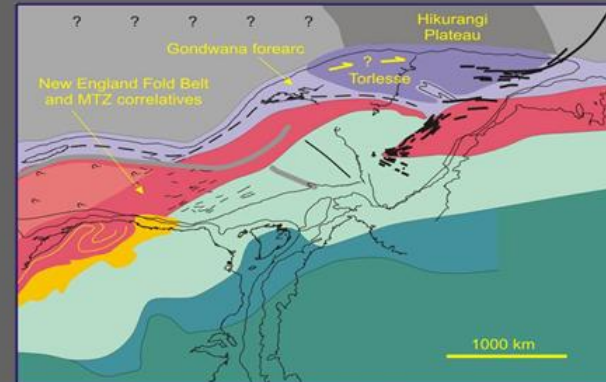 ? ? ? ? ?
Hikurangi
Plateau
Gondwana forearc
?
Torlesse
New England Fold Belt
and MTZ correlatives
1000 km